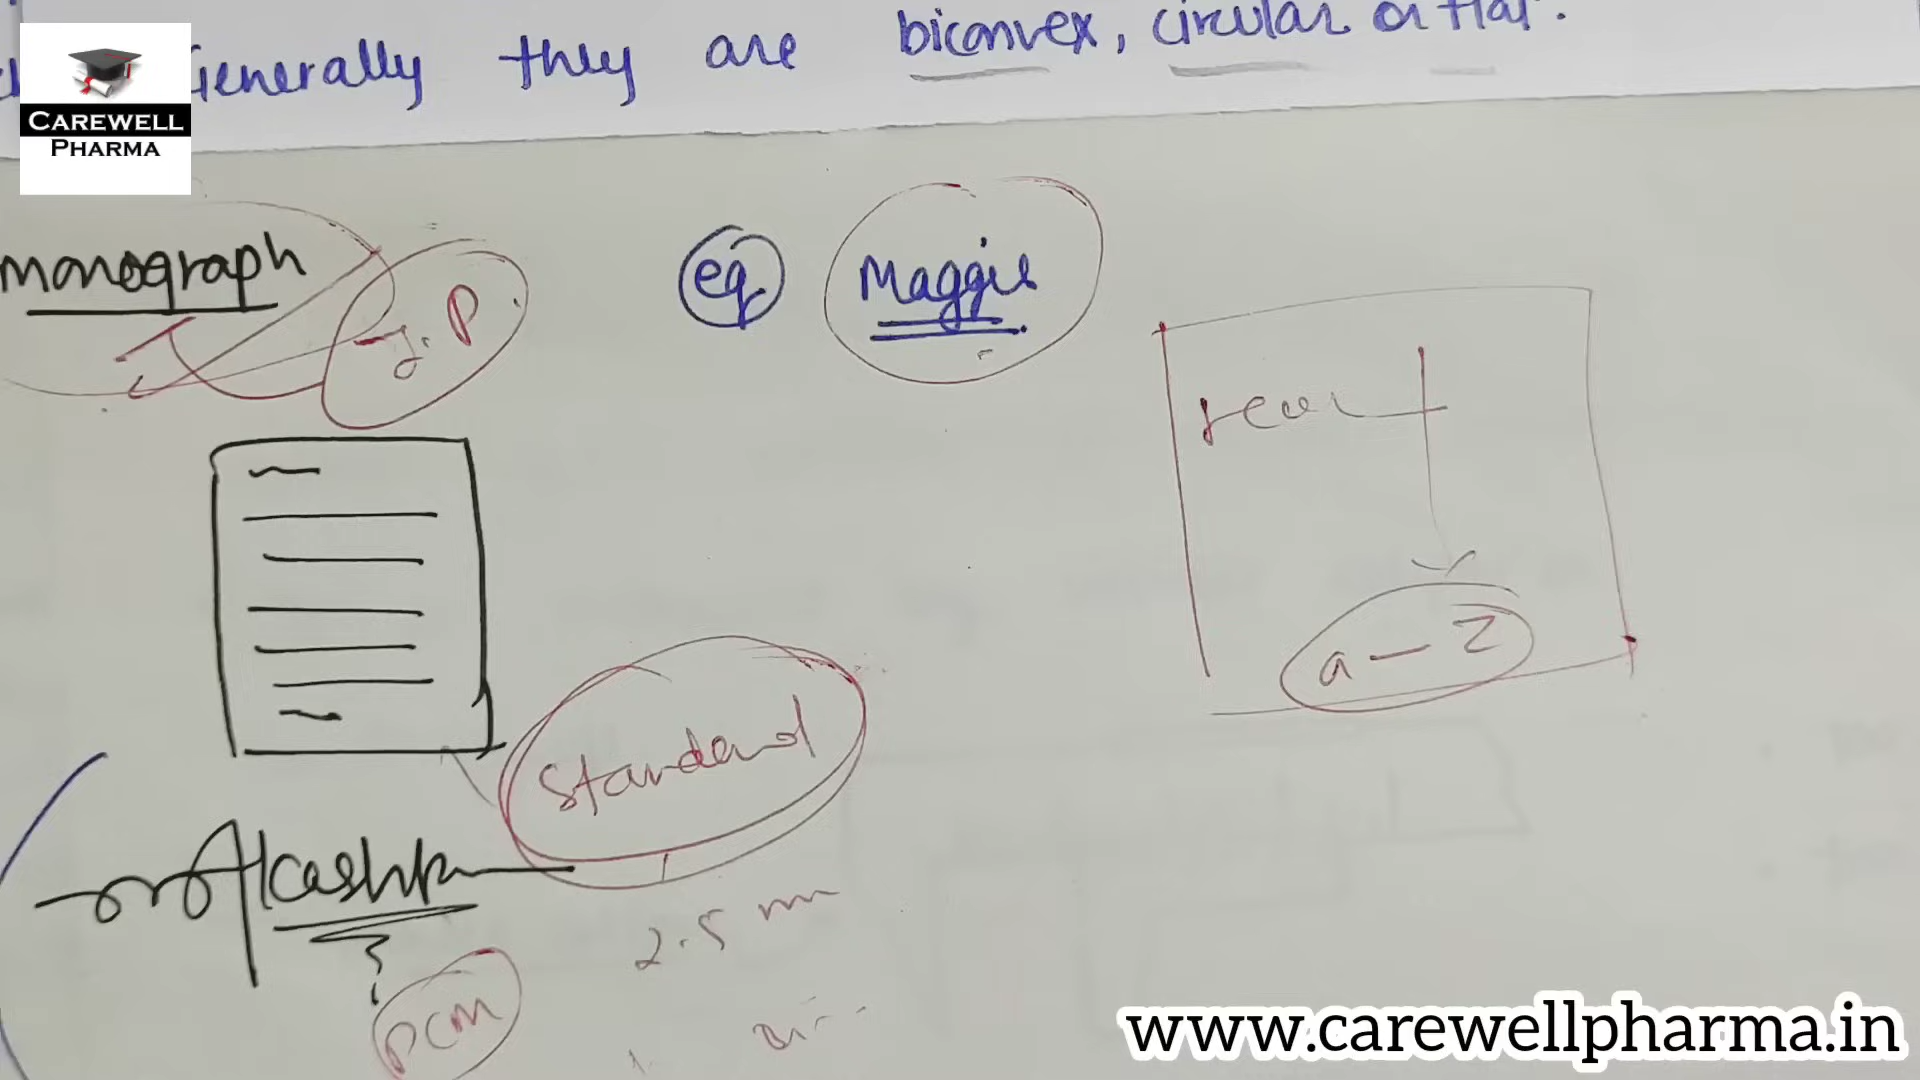 Generally they are biconvex, circular or flat.
CAREWELL
PHARMA
monograph
I.P
eg
Maggie
a - z
Standard
Akash
2.5 m
PCM
www.carewellpharma.in